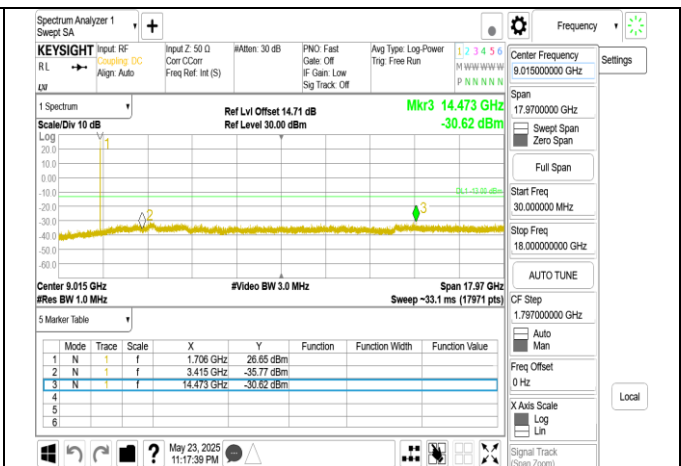 Spectrum Analyzer 1
Swept SA
Frequency
KEYSIGHT
RL
LXI
Input: RF
Coupling: DC
Align: Auto
Input Z: 50 Ω
Corr CCorr
Freq Ref: Int (S)
#Atten: 30 dB
PNO: Fast
Gate: Off
IF Gain: Low
Sig Track: Off
Avg Type: Log-Power
Trig: Free Run
1 2 3 4 5 6
M W W W W W
P N N N N N
1 Spectrum
Scale/Div 10 dB
Ref Lvl Offset 14.71 dB
Ref Level 30.00 dBm
Mkr3 14.473 GHz
-30.62 dBm
Log
20.0
10.0
0.00
-10.0
-20.0
-30.0
-40.0
-50.0
-60.0
1
2
3
DL1 -13.00 dBm
Center 9.015 GHz
#Res BW 1.0 MHz
#Video BW 3.0 MHz
Span 17.97 GHz
Sweep ~33.1 ms (17971 pts)
5 Marker Table
Mode Trace Scale X Y Function Function Width Function Value
1 N 1 f 1.706 GHz 26.65 dBm
2 N 1 f 3.415 GHz -35.77 dBm
3 N 1 f 14.473 GHz -30.62 dBm
4
5
6
May 23, 2025
11:17:39 PM
Center Frequency
9.015000000 GHz
Settings
Span
17.9700000 GHz
Swept Span
Zero Span
Full Span
Start Freq
30.000000 MHz
Stop Freq
18.000000000 GHz
AUTO TUNE
CF Step
1.797000000 GHz
Auto
Man
Freq Offset
0 Hz
X Axis Scale
Log
Lin
Local
Signal Track
(Span Zoom)